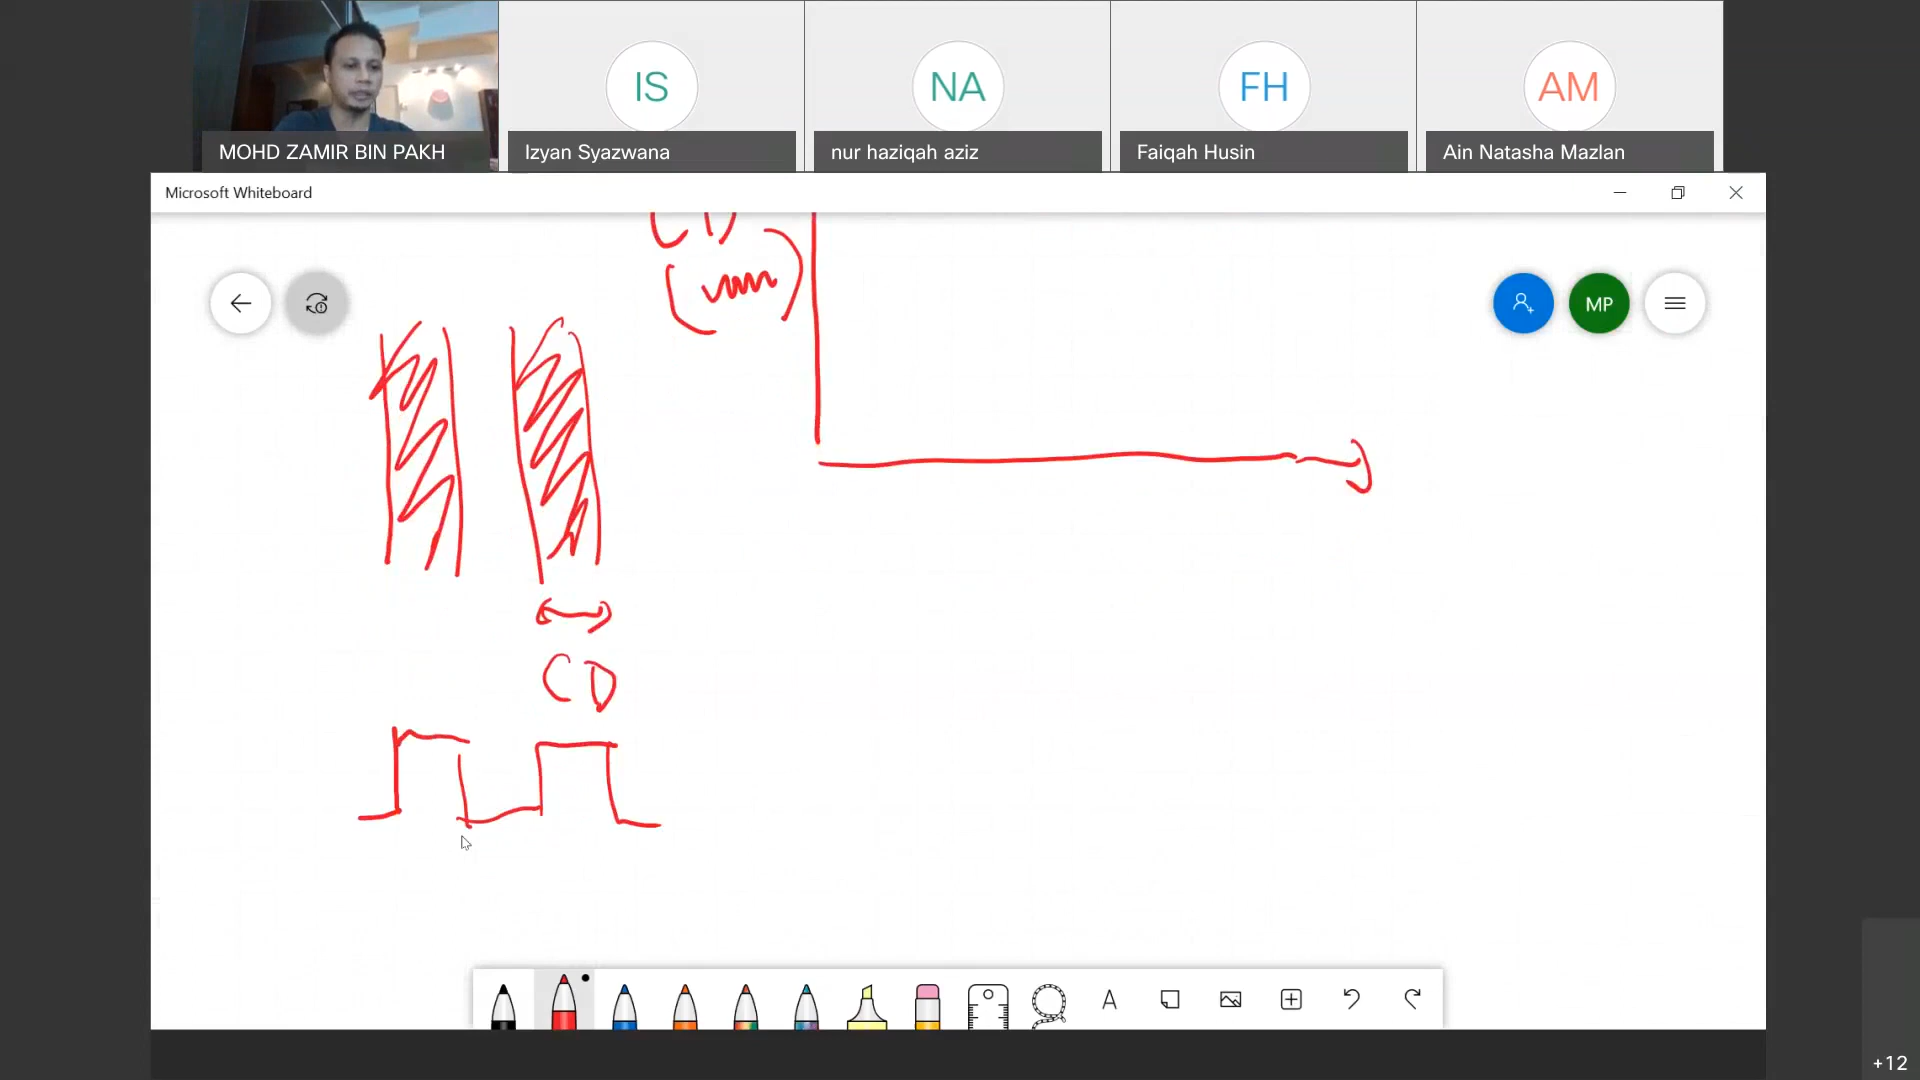 IS
NA
FH
AM
MOHD ZAMIR BIN PAKH
Izyan Syazwana
nur haziqah aziz
Faiqah Husin
Ain Natasha Mazlan
Microsoft Whiteboard
MP
CD
A
+12